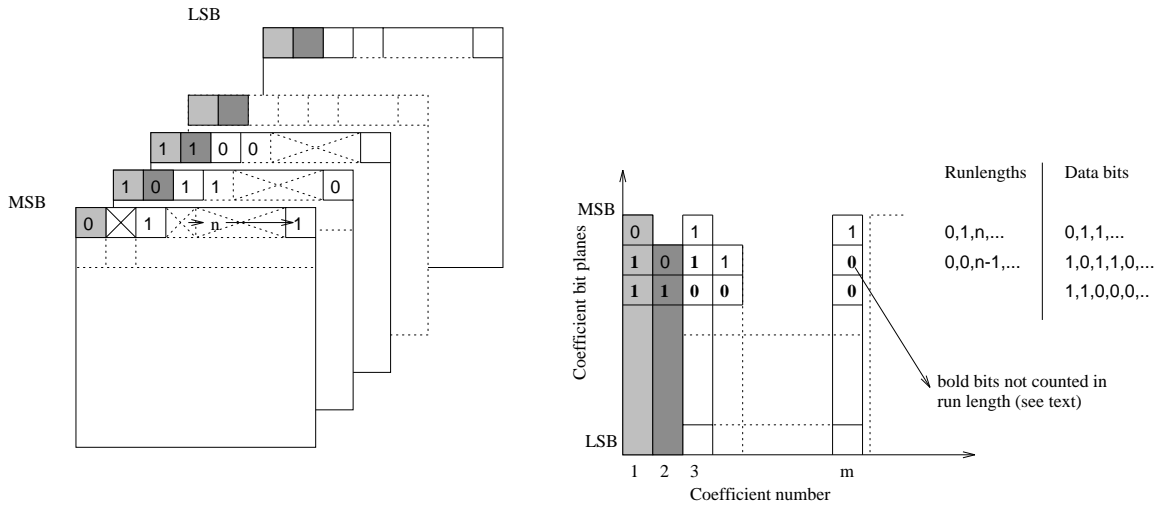 LSB
1 1 0 0
1 0 1 1 0
MSB
0 1 n 1
Runlengths Data bits
MSB
0 1 1 0,1,n,... 0,1,1,...
1 0 1 1 0 0,0,n-1,... 1,0,1,1,0,...
1 1 0 0 0 1,1,0,0,0,..
Coefficient bit planes
bold bits not counted in
run length (see text)
LSB
1 2 3 m
Coefficient number